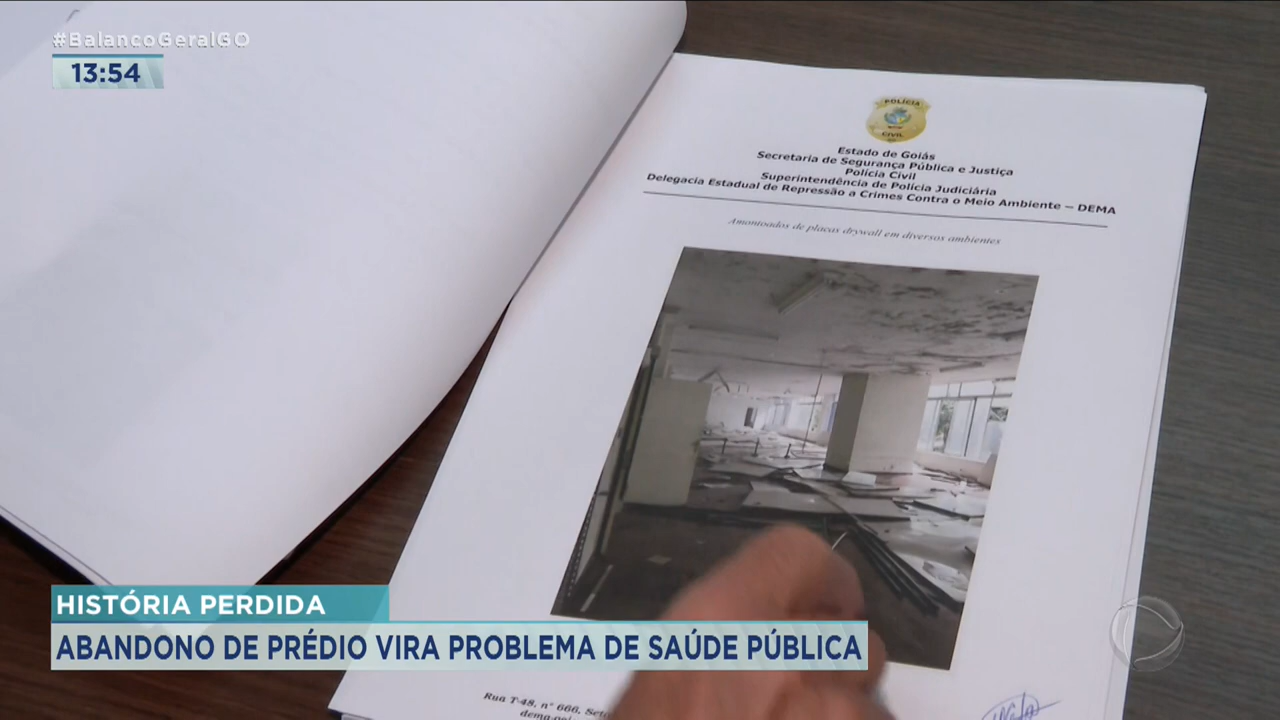 #BalancoGeralGO
13:54
POLÍCIA
CIVIL
Estado de Goiás
Secretaria de Segurança Pública e Justiça
Polícia Civil
Superintendência de Polícia Judiciária
Delegacia Estadual de Repressão a Crimes Contra o Meio Ambiente – DEMA
Amontoados de placas drywall em diversos ambientes
HISTÓRIA PERDIDA
ABANDONO DE PRÉDIO VIRA PROBLEMA DE SAÚDE PÚBLICA
Rua T-48, nº 666,